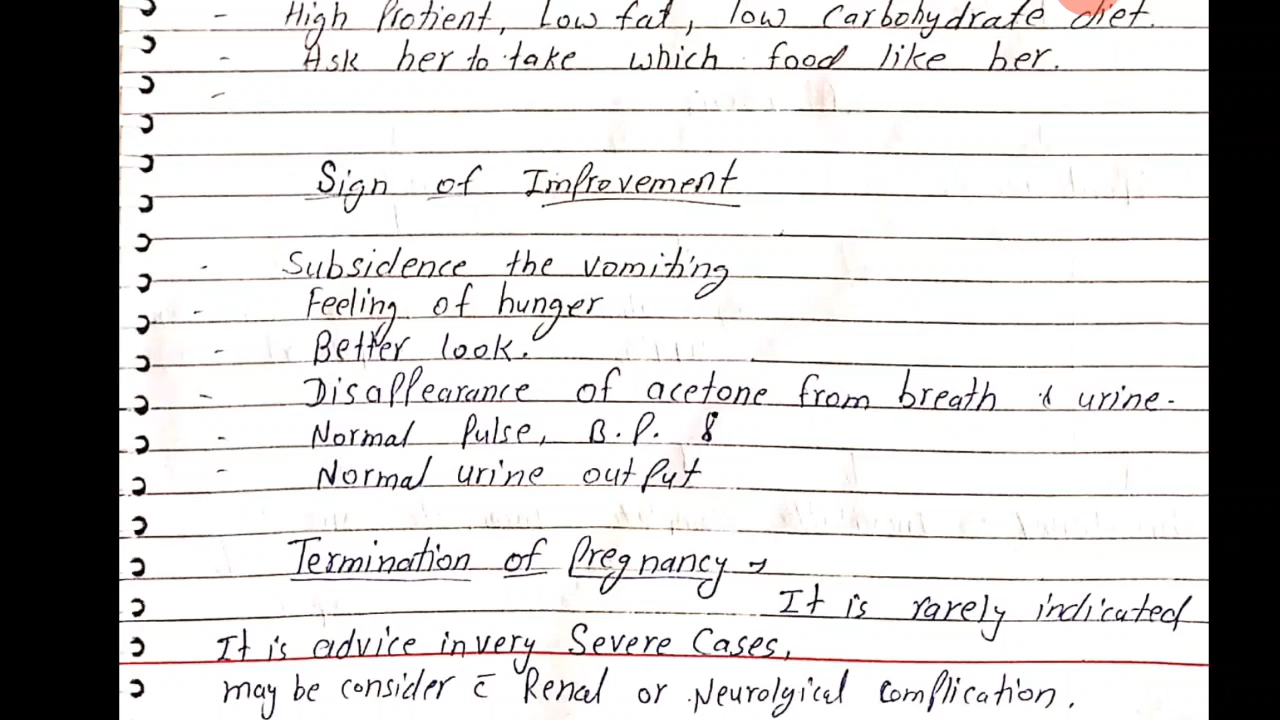 - High Protient, Low fat, low Carbohydrate diet.
- Ask her to take which food like her.
-
Sign of Improvement
- Subsidence the vomiting
- Feeling of hunger
- Better look.
- Disappearance of acetone from breath & urine.
- Normal Pulse, B.P. &
- Normal urine output
Termination of Pregnancy →
It is rarely indicated
It is advice in very Severe Cases,
may be consider c̄ Renal or Neurolgical Complication.